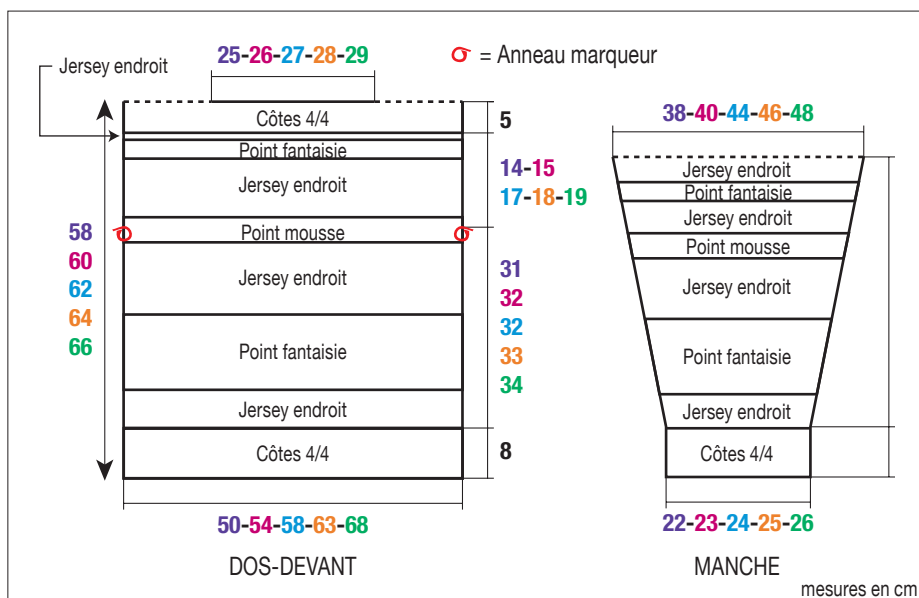 25-26-27-28-29
= Anneau marqueur
Jersey endroit
Côtes 4/4
Point fantaisie
Jersey endroit
Point mousse
Jersey endroit
Point fantaisie
Jersey endroit
Côtes 4/4
58
60
62
64
66
5
14-15
17-18-19
31
32
32
33
34
8
50-54-58-63-68
DOS-DEVANT
38-40-44-46-48
Jersey endroit
Point fantaisie
Jersey endroit
Point mousse
Jersey endroit
Point fantaisie
Jersey endroit
Côtes 4/4
22-23-24-25-26
MANCHE
mesures en cm